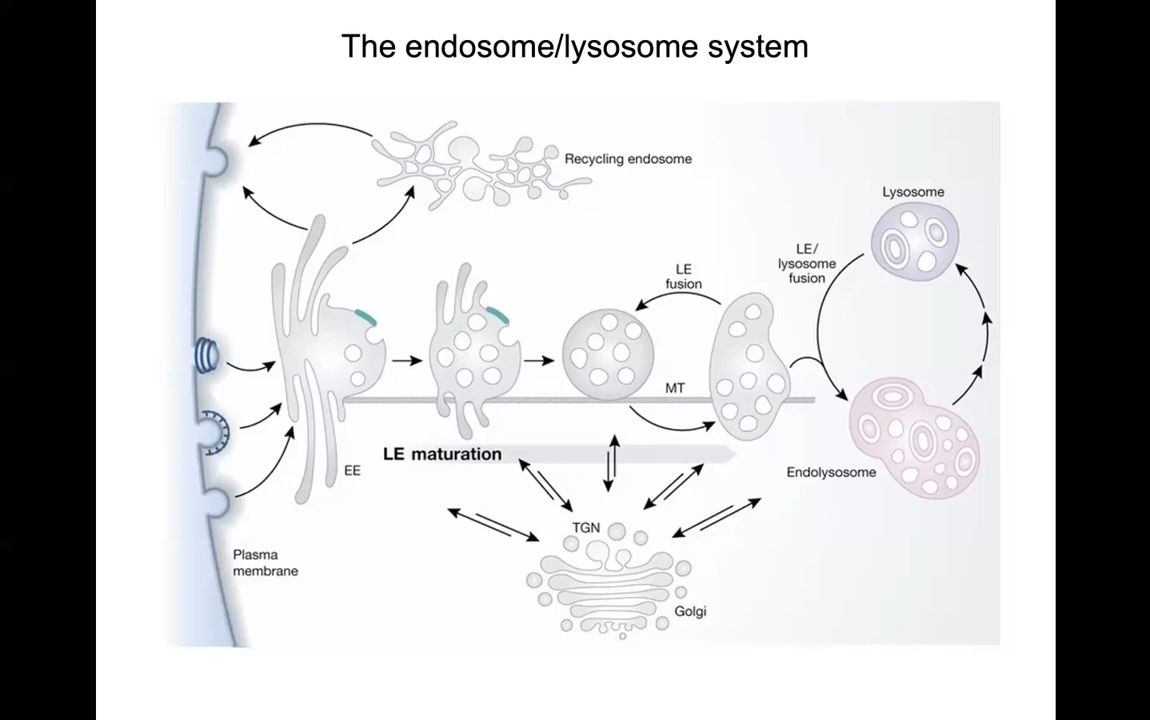 The endosome/lysosome system
Recycling endosome
Lysosome
LE/
lysosome
fusion
LE
fusion
MT
LE maturation
EE
Endolysosome
TGN
Plasma
membrane
Golgi